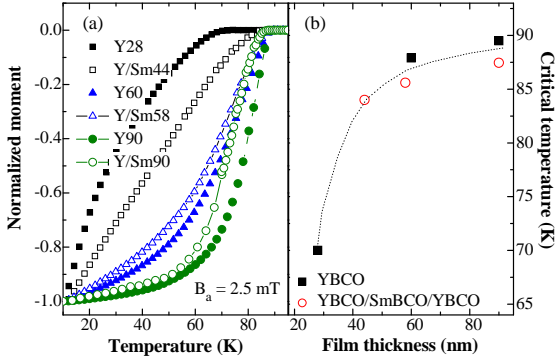 (a)
Y28
Y/Sm44
Y60
Y/Sm58
Y90
Y/Sm90
B_a = 2.5 mT
0.0
-0.2
-0.4
-0.6
-0.8
-1.0
Normalized moment
20 40 60 80
Temperature (K)
(b)
YBCO
YBCO/SmBCO/YBCO
20 40 60 80
Film thickness (nm)
90
85
80
75
70
65
Critical temperature (K)